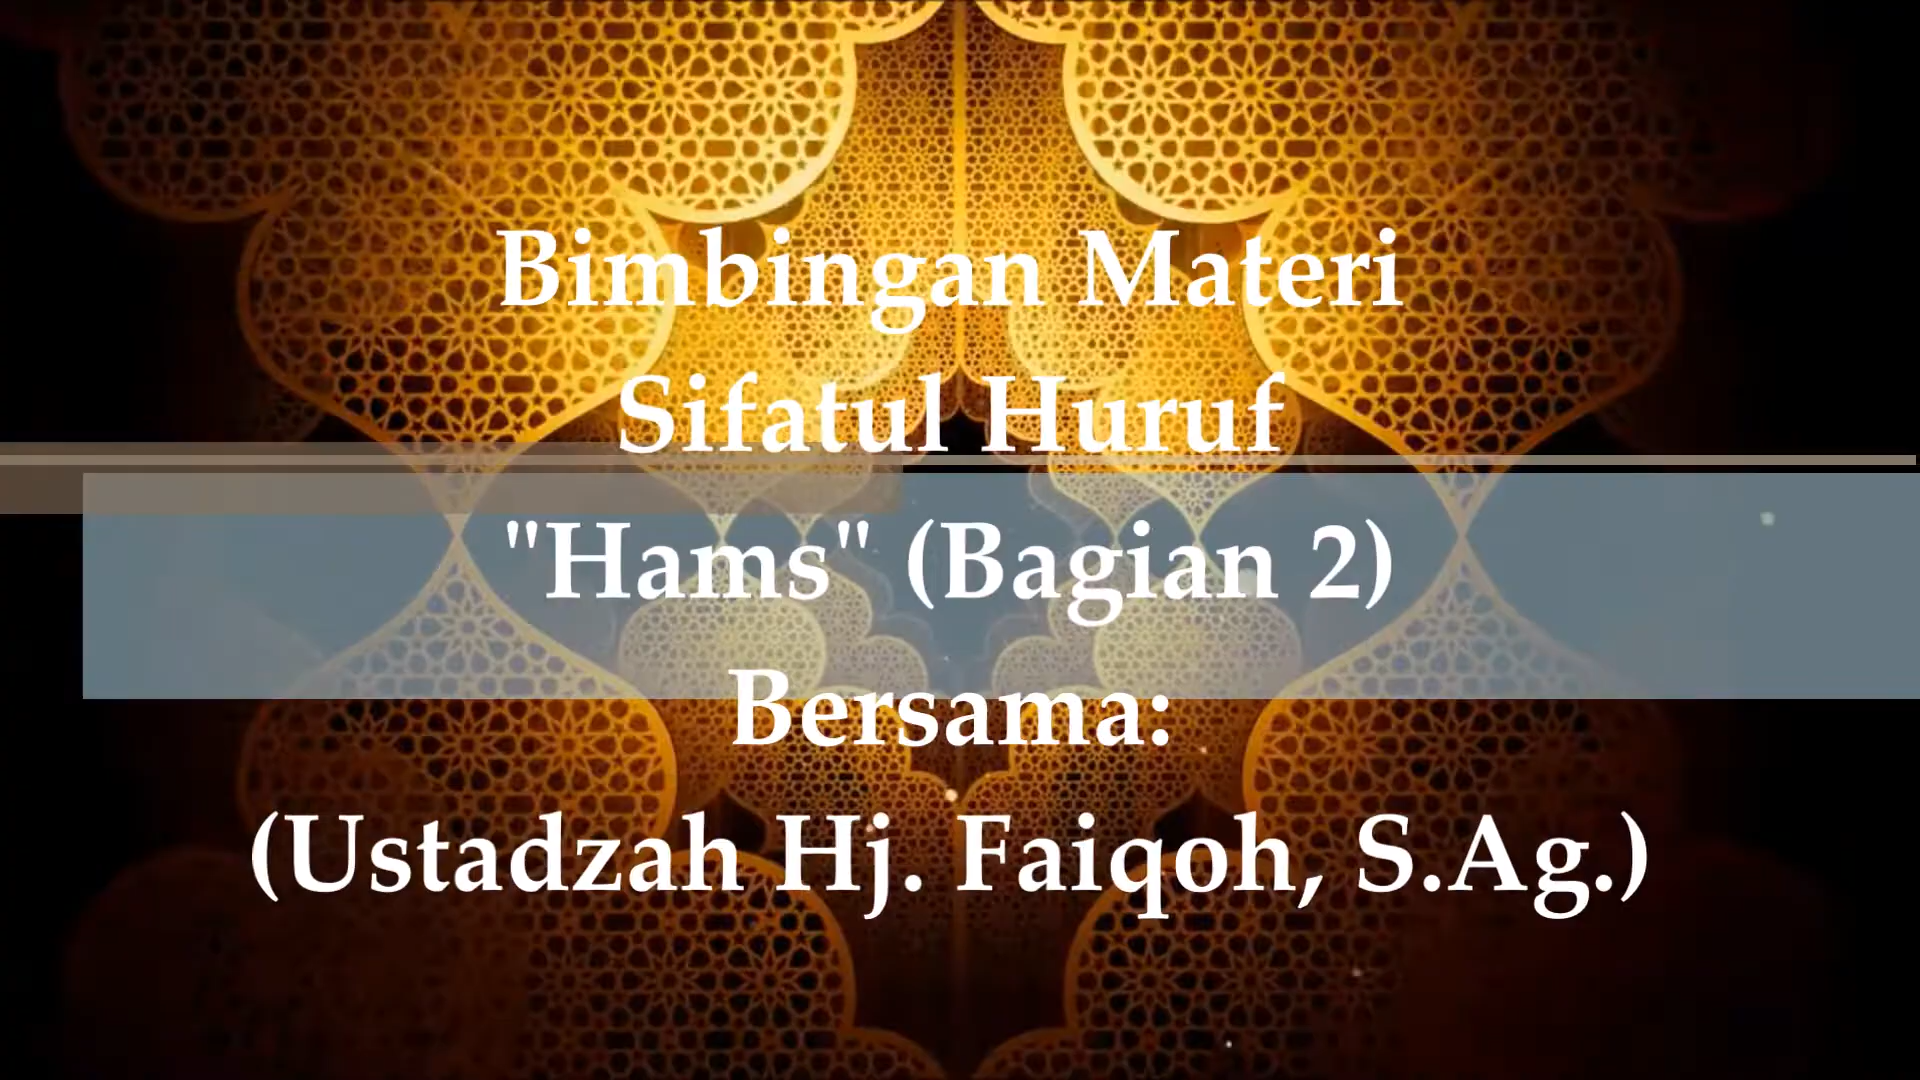 Bimbingan Materi
Sifatul Huruf
"Hams" (Bagian 2)
Bersama:
(Ustadzah Hj. Faiqoh, S.Ag.)